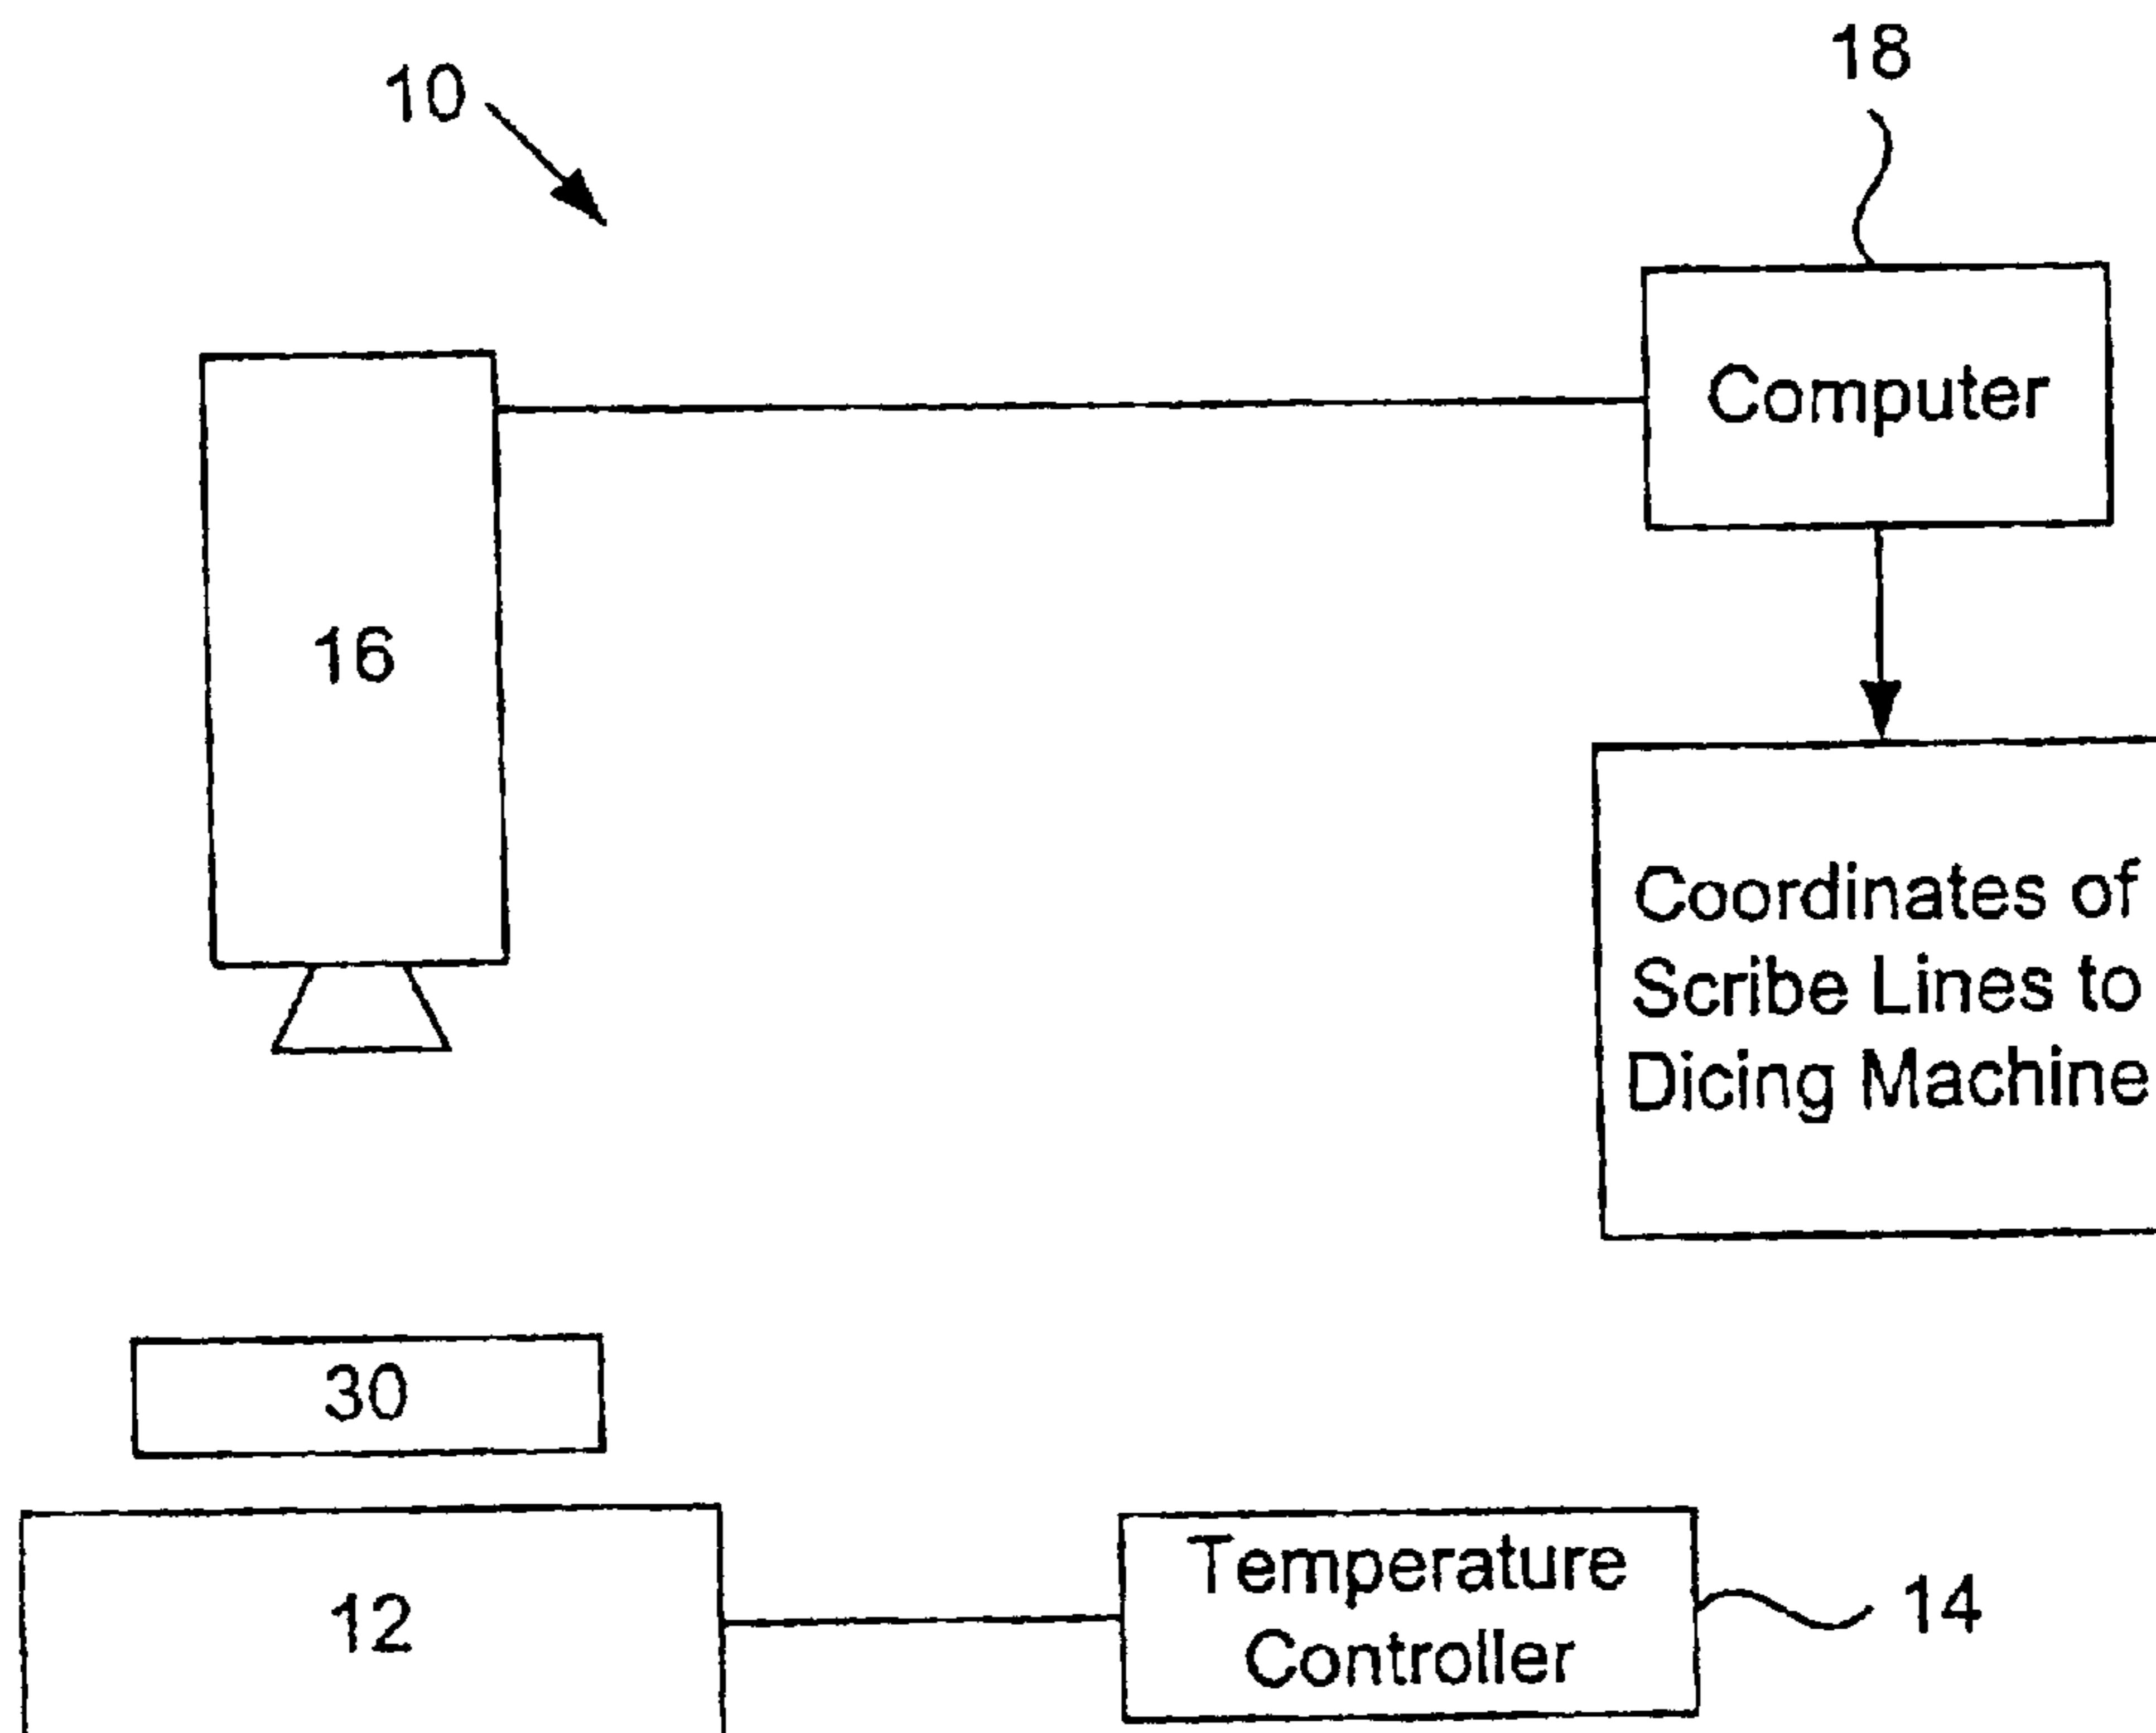 10
18
Computer
16
Coordinates of
Scribe Lines to
Dicing Machine
30
12
Temperature
Controller
14